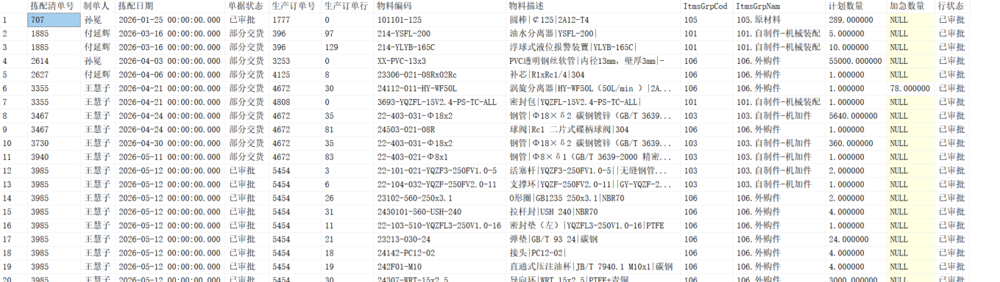 拣配清单号 制单人 拣配日期 单据状态 生产订单号 生产订单行 物料编码 物料描述 ItmsGrpCod ItmsGrpNam 计划数量 加急数量 行状态
1 707 孙冕 2026-01-25 00:00:00.000 已审批 1777 0 101101-125 圆棒|￠125|2A12-T4 105 105.原材料 289.000000 NULL 已审批
2 1885 付延辉 2026-03-16 00:00:00.000 部分交货 396 97 214-YSFL-200 油水分离器|YSFL-200| 101 101.自制件-机械装配 5.000000 NULL 已审批
3 1885 付延辉 2026-03-16 00:00:00.000 部分交货 396 129 214-YLYB-165C 浮球式液位报警装置|YLYB-165C| 101 101.自制件-机械装配 10.000000 NULL 已审批
4 2614 孙冕 2026-04-03 00:00:00.000 部分交货 3253 0 XX-PVC-13x3 PVC透明钢丝软管|内径13mm，壁厚3mm|- 106 106.外购件 55000.000000 NULL 已审批
5 2627 付延辉 2026-04-06 00:00:00.000 部分交货 4125 8 23306-021-08Rx02Rc 补芯|R1xRc1/4|304 106 106.外购件 1.000000 NULL 已审批
6 3355 王慧子 2026-04-21 00:00:00.000 部分交货 4672 30 24112-011-HY-WF50L 涡旋分离器|HY-WF50L（50L/min ）|2A... 106 106.外购件 1.000000 78.000000 已审批
7 3355 王慧子 2026-04-21 00:00:00.000 部分交货 4808 0 3693-YQZFL-15V2.4-PS-TC-ALL 密封包|YQZFL-15V2.4-PS-TC-ALL| 101 101.自制件-机械装配 1.000000 NULL 已审批
8 3467 王慧子 2026-04-24 00:00:00.000 部分交货 4672 35 22-403-031-Φ18x2 钢管|Φ18×δ2 碳钢镀锌（GB/T 3639... 103 103.自制件-机加件 5640.000000 NULL 已审批
9 3467 王慧子 2026-04-24 00:00:00.000 部分交货 4672 81 24503-021-08R 球阀|Rc1 二片式碟柄球阀|304 106 106.外购件 1.000000 NULL 已审批
10 3730 王慧子 2026-04-30 00:00:00.000 部分交货 4672 35 22-403-031-Φ18x2 钢管|Φ18×δ2 碳钢镀锌（GB/T 3639... 103 103.自制件-机加件 360.000000 NULL 已审批
11 3940 王慧子 2026-05-11 00:00:00.000 部分交货 4672 83 22-403-021-Φ8x1 钢管|Φ8×δ1（GB/T 3639-2000 精密... 103 103.自制件-机加件 1.000000 NULL 已审批
12 3985 王慧子 2026-05-12 00:00:00.000 已审批 5454 3 22-101-021-YQZF3-250FV1.0-5 活塞杆|YQZF3-250FV1.0-5||无缝钢管... 103 103.自制件-机加件 2.000000 NULL 已审批
13 3985 王慧子 2026-05-12 00:00:00.000 已审批 5454 6 22-104-032-YQZF-250FV2.0-11 支撑环|YQZF-250FV2.0-11||GY-YQZF-2... 103 103.自制件-机加件 1.000000 NULL 已审批
14 3985 王慧子 2026-05-12 00:00:00.000 已审批 5454 26 23102-560-250x3.1 O形圈|GB1235 250x3.1|NBR70 106 106.外购件 2.000000 NULL 已审批
15 3985 王慧子 2026-05-12 00:00:00.000 已审批 5454 31 2430101-560-USH-240 拉杆封|USH 240|NBR70 106 106.外购件 4.000000 NULL 已审批
16 3985 王慧子 2026-05-12 00:00:00.000 已审批 5454 11 22-103-510-YQZFL3-250V1.0-16 密封垫（左）|YQZFL3-250V1.0-16|PTFE 106 106.外购件 1.000000 NULL 已审批
17 3985 王慧子 2026-05-12 00:00:00.000 已审批 5454 21 23213-030-24 弹垫|GB/T 93 24|碳钢 106 106.外购件 24.000000 NULL 已审批
18 3985 王慧子 2026-05-12 00:00:00.000 已审批 5454 18 24142-PC12-02 接头|PC12-02| 106 106.外购件 4.000000 NULL 已审批
19 3985 王慧子 2026-05-12 00:00:00.000 已审批 5454 19 242F01-M10 直通式压注油杯|JB/T 7940.1 M10x1|碳钢 106 106.外购件 4.000000 NULL 已审批
20 3985 王慧子 2026-05-12 00:00:00.000 已审批 5454 30 24307-WRT-15x2.5 导向环|WRT 15x2.5|PTFE+青铜 106 106.外购件 3000.000000 NULL 已审批